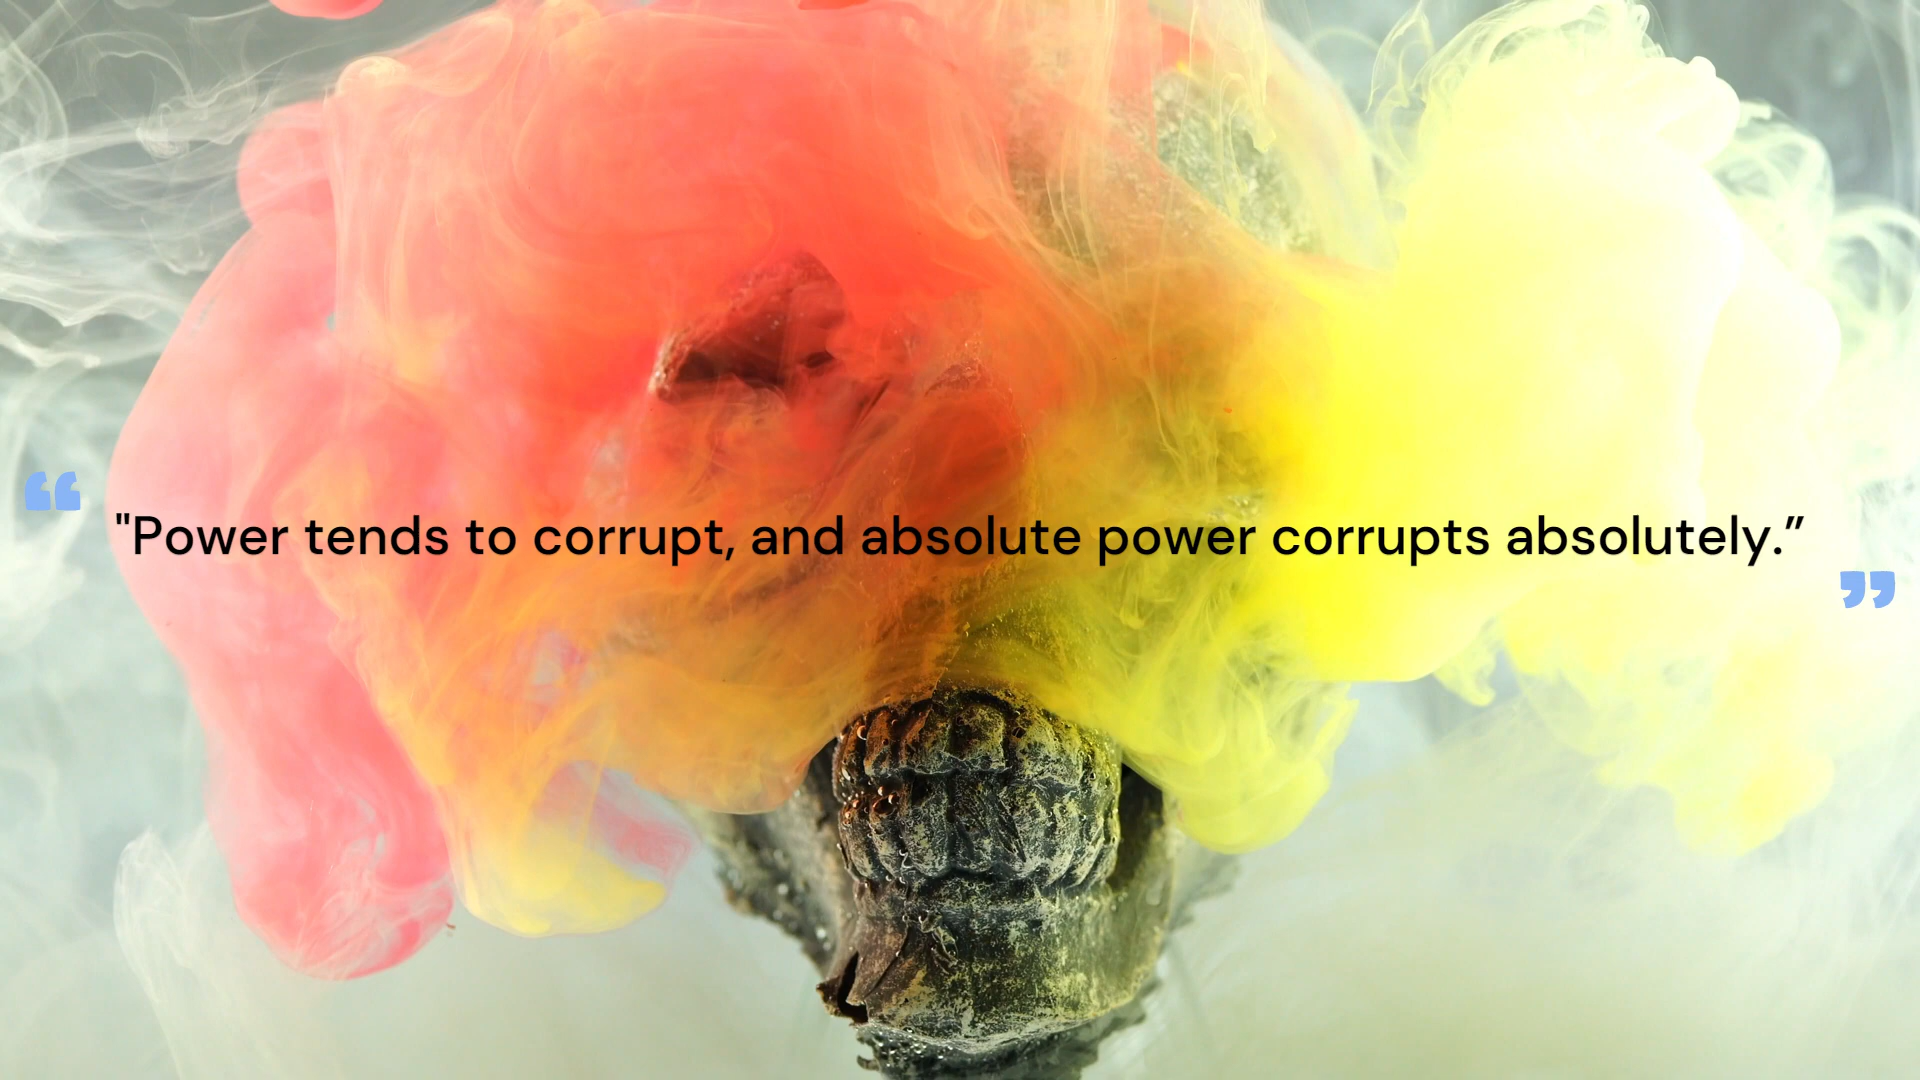 “
"Power tends to corrupt, and absolute power corrupts absolutely.”
”